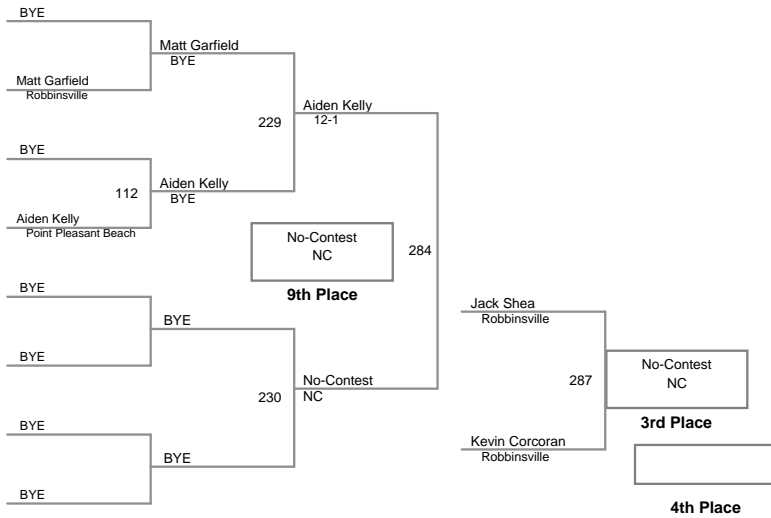 BYE
Matt Garfield
BYE
Matt Garfield
Robbinsville
Aiden Kelly
12-1
229
BYE
112
Aiden Kelly
BYE
Aiden Kelly
Point Pleasant Beach
No-Contest
NC
9th Place
284
BYE
BYE
BYE
No-Contest
NC
230
BYE
BYE
BYE
Jack Shea
Robbinsville
287
No-Contest
NC
3rd Place
Kevin Corcoran
Robbinsville
4th Place